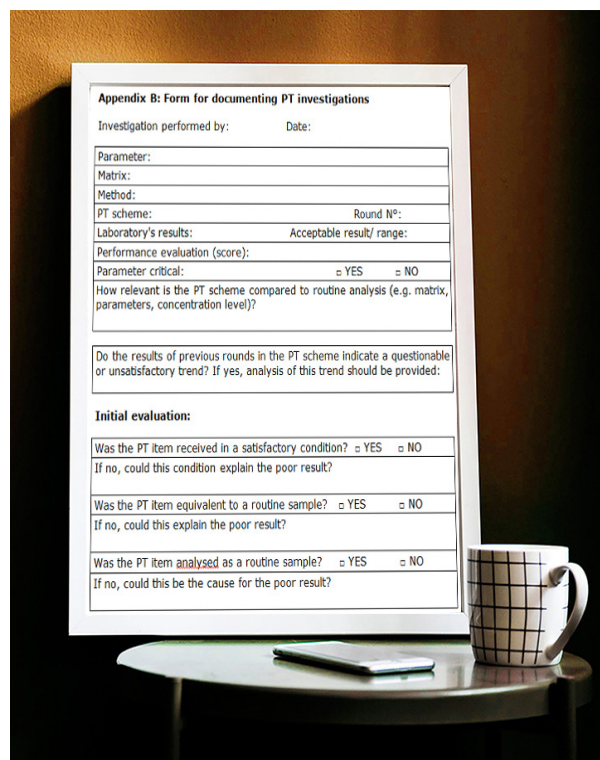 Appendix B: Form for documenting PT investigations
Investigation performed by: Date:
Parameter:
Matrix:
Method:
PT scheme: Round N°:
Laboratory's results: Acceptable result/ range:
Performance evaluation (score):
Parameter critical: □ YES □ NO
How relevant is the PT scheme compared to routine analysis (e.g. matrix,
parameters, concentration level)?
Do the results of previous rounds in the PT scheme indicate a questionable
or unsatisfactory trend? If yes, analysis of this trend should be provided:
Initial evaluation:
Was the PT item received in a satisfactory condition? □ YES □ NO
If no, could this condition explain the poor result?
Was the PT item equivalent to a routine sample? □ YES □ NO
If no, could this explain the poor result?
Was the PT item analysed as a routine sample? □ YES □ NO
If no, could this be the cause for the poor result?